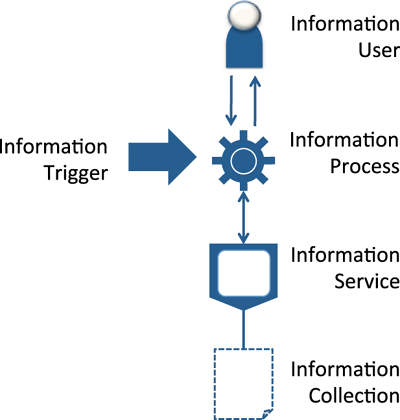 Information
User
Information
Trigger
Information
Process
Information
Service
Information
Collection